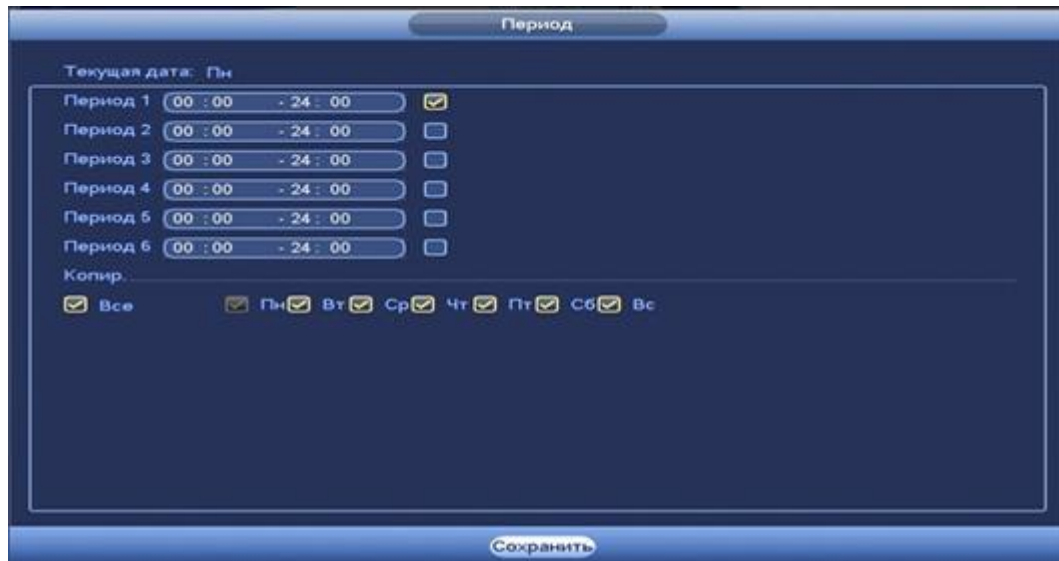 Период
Текущая дата: Пн
Период 1 00 : 00 - 24 : 00
Период 2 00 : 00 - 24 : 00
Период 3 00 : 00 - 24 : 00
Период 4 00 : 00 - 24 : 00
Период 5 00 : 00 - 24 : 00
Период 6 00 : 00 - 24 : 00
Копир.
Все Пн Вт Ср Чт Пт Сб Вс
Сохранить